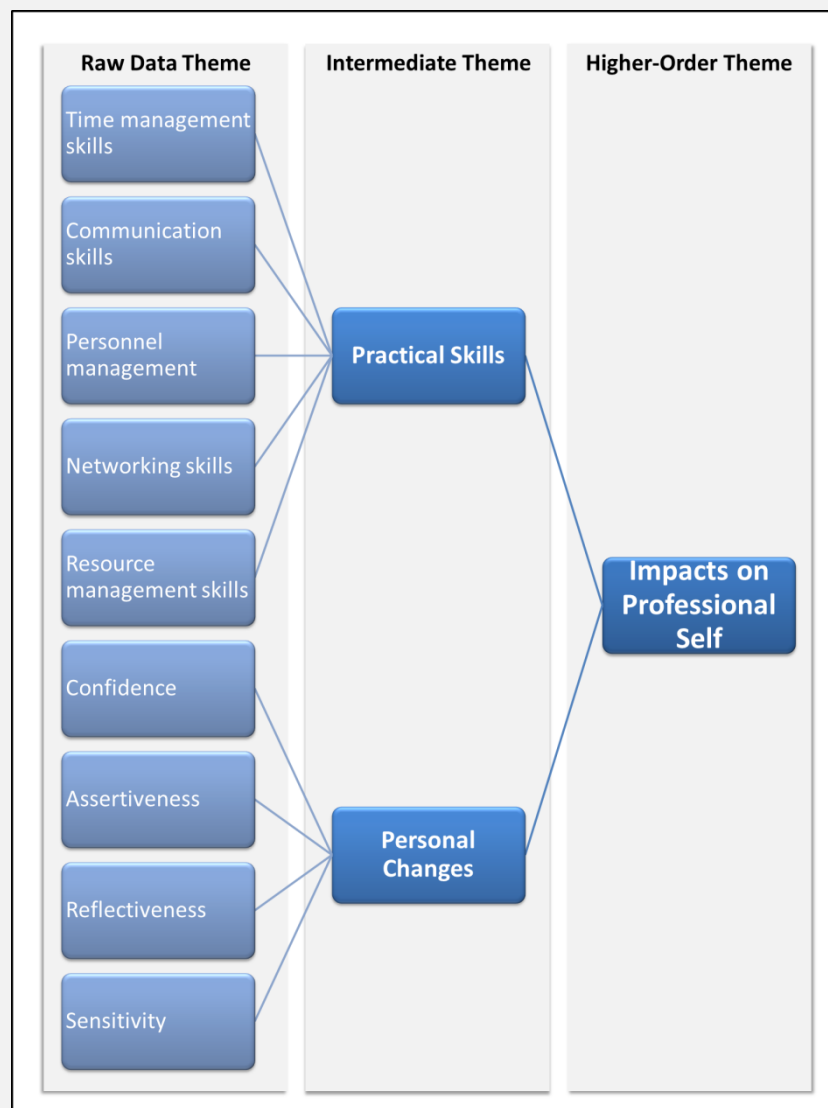 Raw Data Theme
Intermediate Theme
Higher-Order Theme
Time management
skills
Communication
skills
Personnel
management
Networking skills
Resource
management skills
Confidence
Assertiveness
Reflectiveness
Sensitivity
Practical Skills
Personal
Changes
Impacts on
Professional
Self